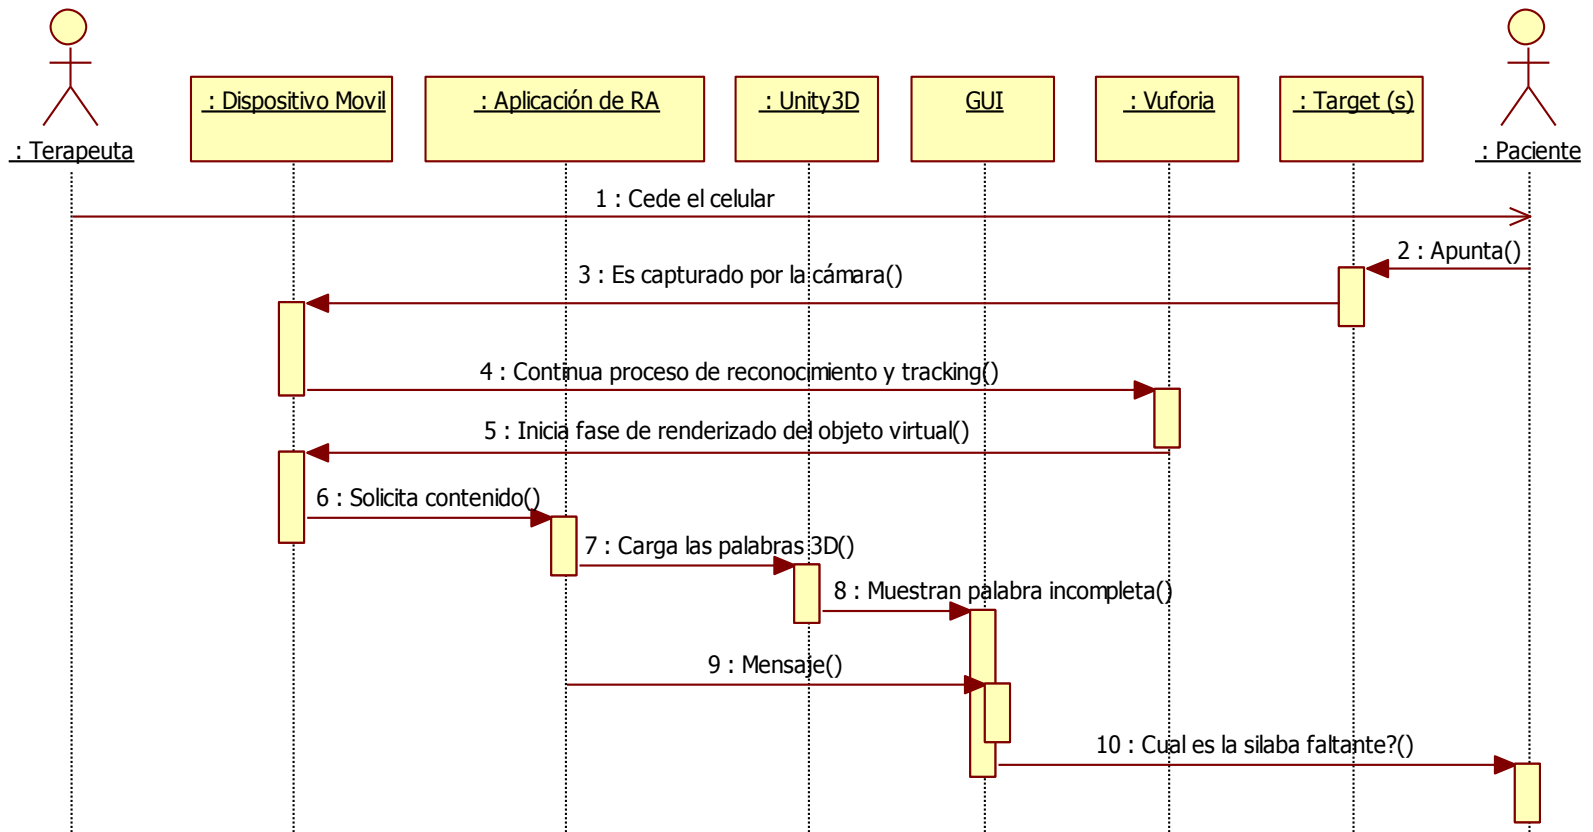 : Terapeuta
: Dispositivo Movil
: Aplicación de RA
: Unity3D
GUI
: Vuforia
: Target (s)
: Paciente
1 : Cede el celular
2 : Apunta()
3 : Es capturado por la cámara()
4 : Continua proceso de reconocimiento y tracking()
5 : Inicia fase de renderizado del objeto virtual()
6 : Solicita contenido()
7 : Carga las palabras 3D()
8 : Muestran palabra incompleta()
9 : Mensaje()
10 : Cual es la silaba faltante?()